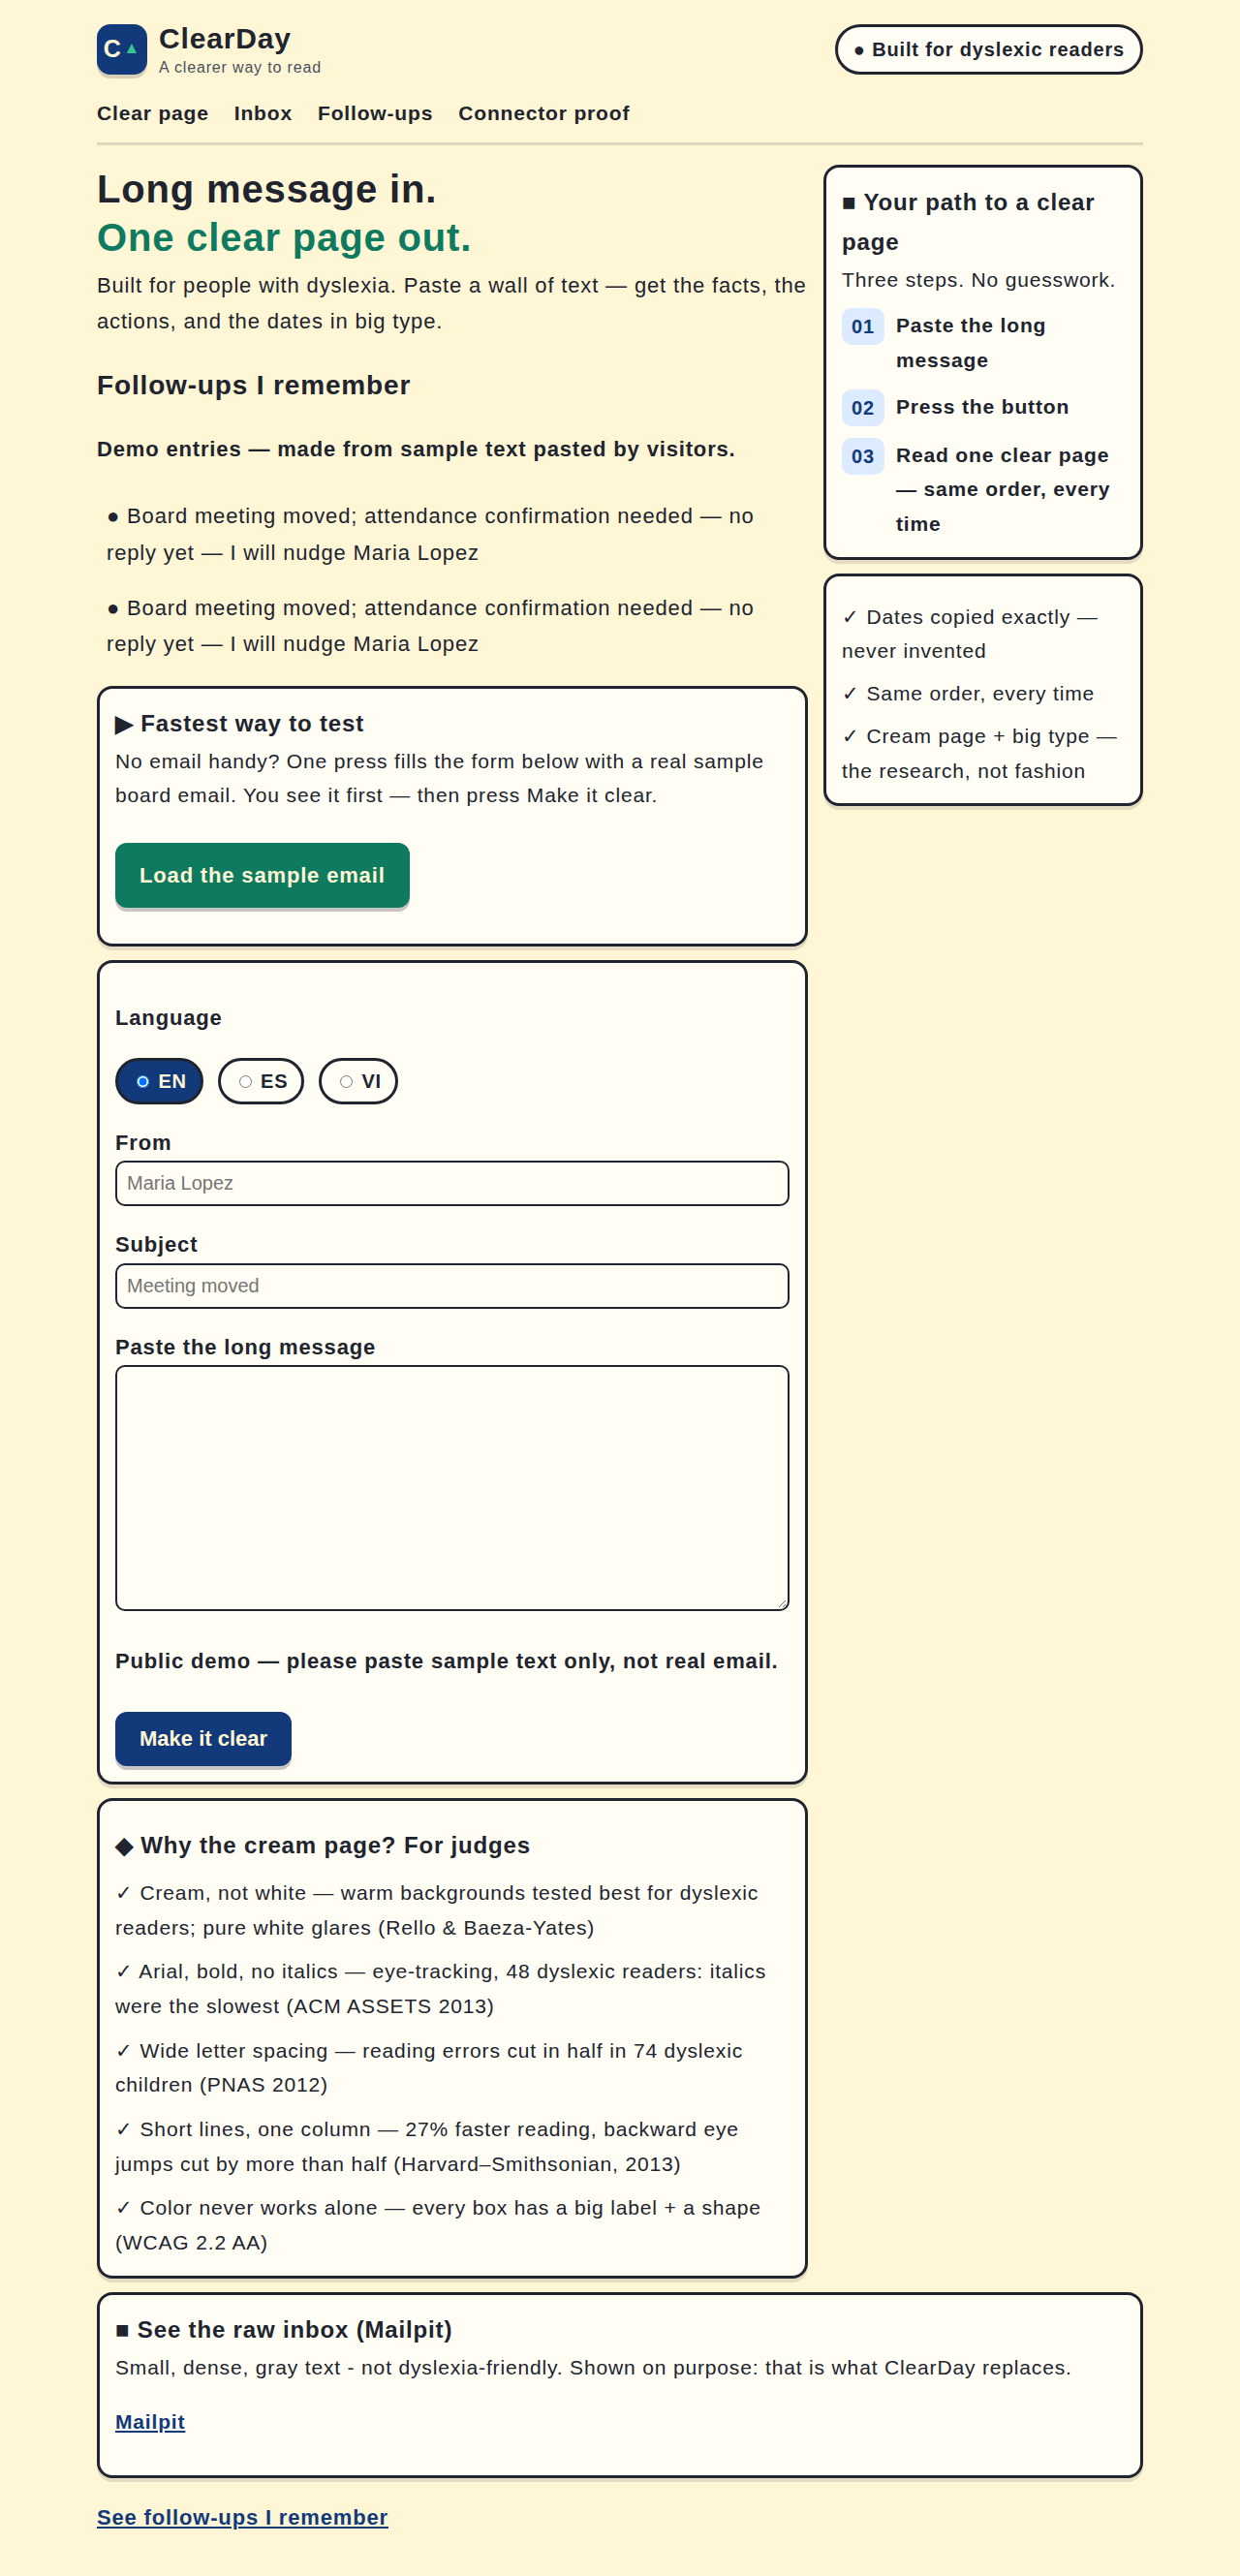 C▲
ClearDay
A clearer way to read
● Built for dyslexic readers
Clear page Inbox Follow-ups Connector proof
Long message in.
One clear page out.
Built for people with dyslexia. Paste a wall of text — get the facts, the
actions, and the dates in big type.
Follow-ups I remember
Demo entries — made from sample text pasted by visitors.
● Board meeting moved; attendance confirmation needed — no
reply yet — I will nudge Maria Lopez
● Board meeting moved; attendance confirmation needed — no
reply yet — I will nudge Maria Lopez
▶ Fastest way to test
No email handy? One press fills the form below with a real sample
board email. You see it first — then press Make it clear.
Load the sample email
Language
EN ES VI
From
Maria Lopez
Subject
Meeting moved
Paste the long message
Public demo — please paste sample text only, not real email.
Make it clear
◆ Why the cream page? For judges
✓ Cream, not white — warm backgrounds tested best for dyslexic
readers; pure white glares (Rello & Baeza-Yates)
✓ Arial, bold, no italics — eye-tracking, 48 dyslexic readers: italics
were the slowest (ACM ASSETS 2013)
✓ Wide letter spacing — reading errors cut in half in 74 dyslexic
children (PNAS 2012)
✓ Short lines, one column — 27% faster reading, backward eye
jumps cut by more than half (Harvard–Smithsonian, 2013)
✓ Color never works alone — every box has a big label + a shape
(WCAG 2.2 AA)
■ Your path to a clear
page
Three steps. No guesswork.
01 Paste the long
message
02 Press the button
03 Read one clear page
— same order, every
time
✓ Dates copied exactly —
never invented
✓ Same order, every time
✓ Cream page + big type —
the research, not fashion
■ See the raw inbox (Mailpit)
Small, dense, gray text - not dyslexia-friendly. Shown on purpose: that is what ClearDay replaces.
Mailpit
See follow-ups I remember